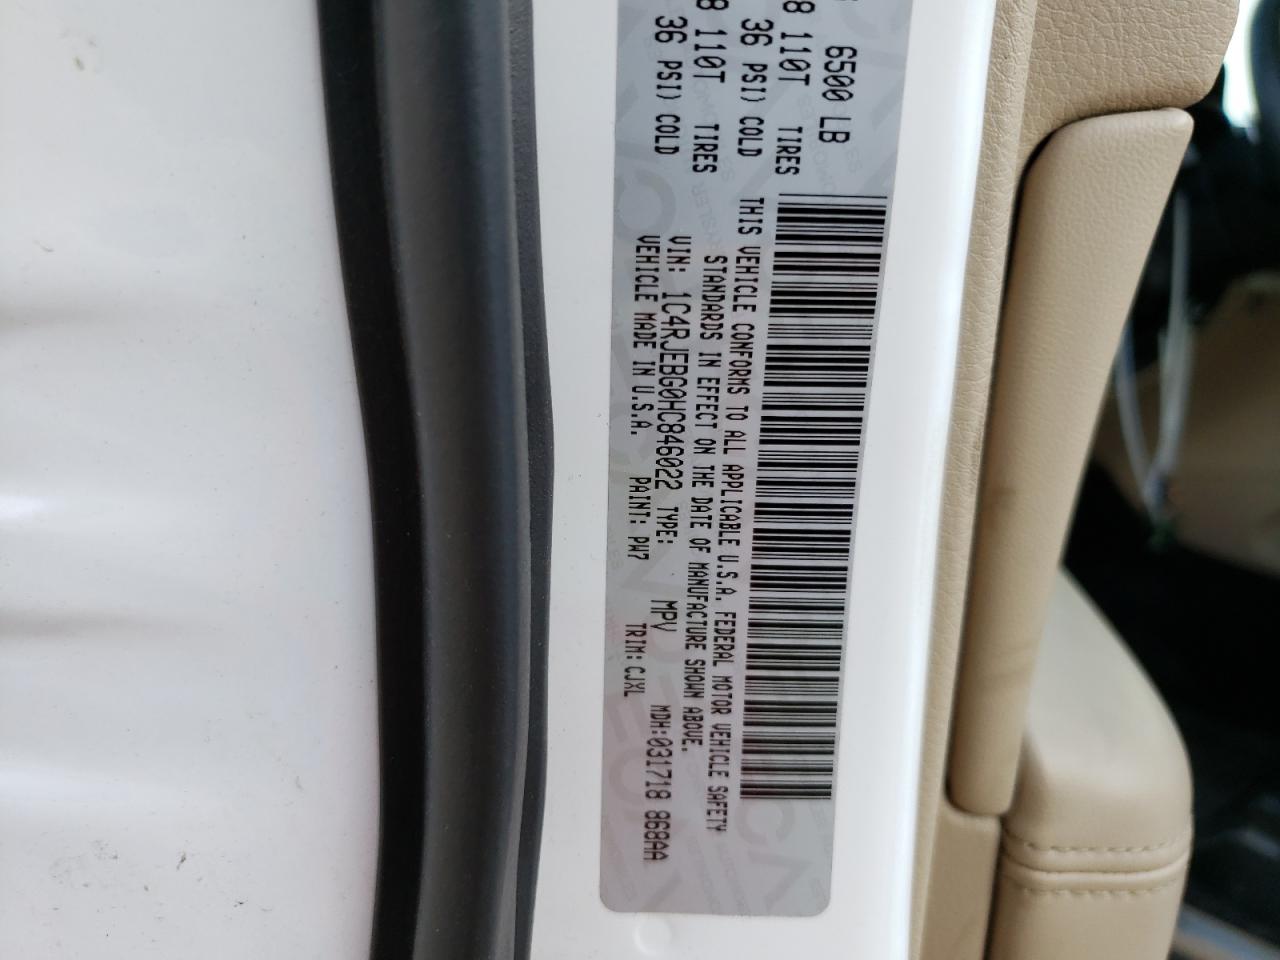 6500 LB
8 110T TIRES
36 PSI) COLD
8 110T TIRES
36 PSI) COLD
THIS VEHICLE CONFORMS TO ALL APPLICABLE U.S.A. FEDERAL MOTOR VEHICLE SAFETY
STANDARDS IN EFFECT ON THE DATE OF MANUFACTURE SHOWN ABOVE.
VIN: 1C4RJEBG0HC846022 TYPE: MPV MDH:031718 868AA
VEHICLE MADE IN U.S.A. PAINT: PW7 TRIM: CJXL